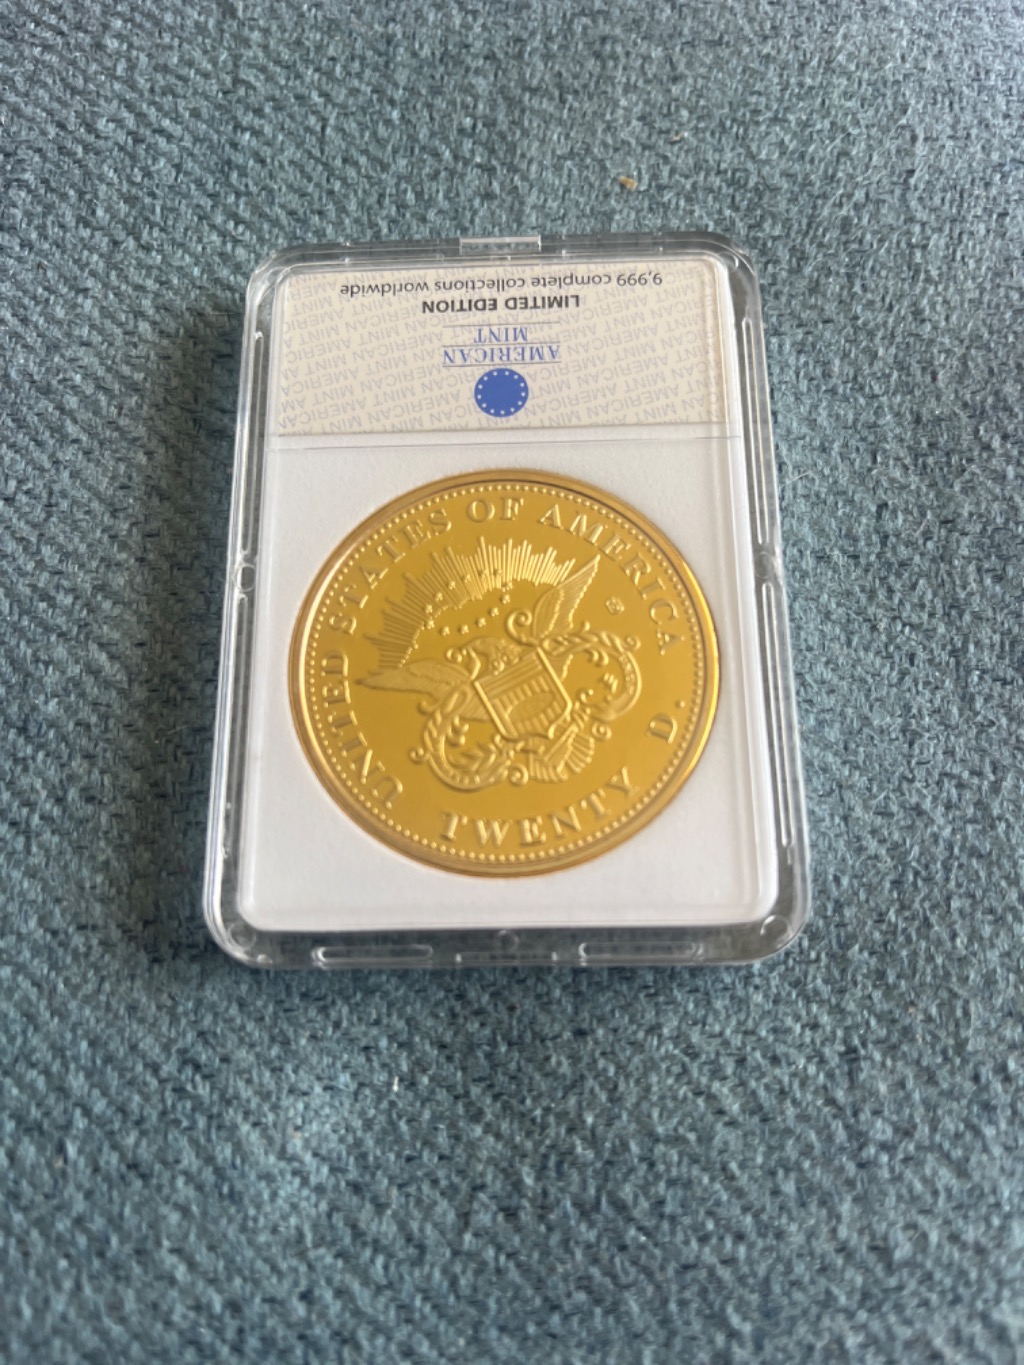 9,999 complete collections worldwide
LIMITED EDITION
AMERICAN
MINT
UNITED STATES OF AMERICA
TWENTY D.